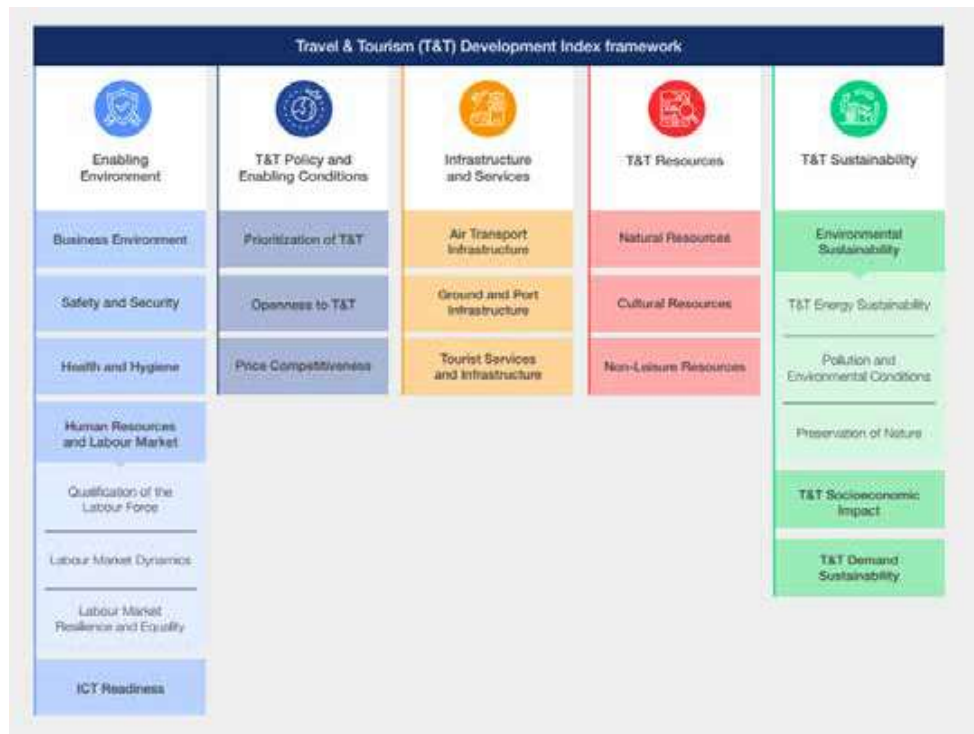 Travel & Tourism (T&T) Development Index framework
Enabling
Environment
Business Environment
Safety and Security
Health and Hygiene
Human Resources
and Labour Market
Qualification of the
Labour Force
Labour Market Dynamics
Labour Market
Resilience and Equality
ICT Readiness
T&T Policy and
Enabling Conditions
Prioritization of T&T
Openness to T&T
Price Competitiveness
Infrastructure
and Services
Air Transport
Infrastructure
Ground and Port
Infrastructure
Tourist Services
and Infrastructure
T&T Resources
Natural Resources
Cultural Resources
Non-Leisure Resources
T&T Sustainability
Environmental
Sustainability
T&T Energy Sustainability
Pollution and
Environmental Conditions
Preservation of Nature
T&T Socioeconomic
Impact
T&T Demand
Sustainability